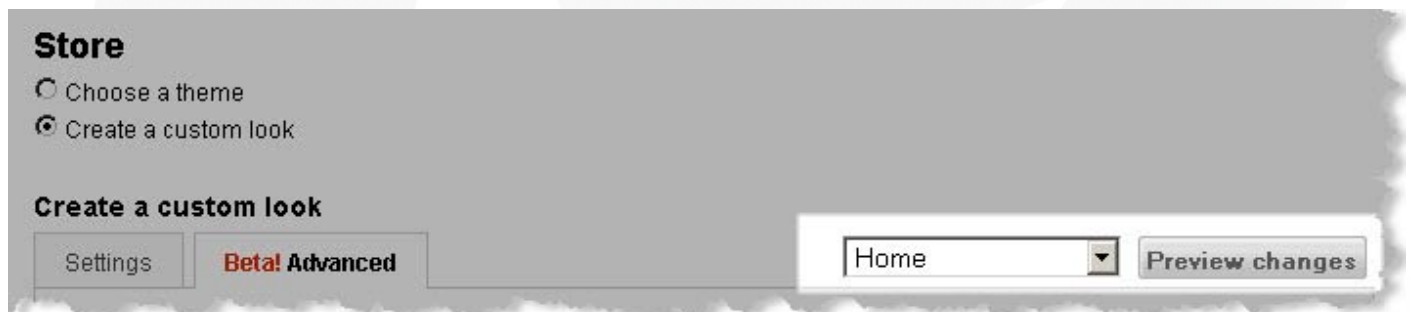 Store
Choose a theme
Create a custom look
Create a custom look
Settings Beta! Advanced Home Preview changes